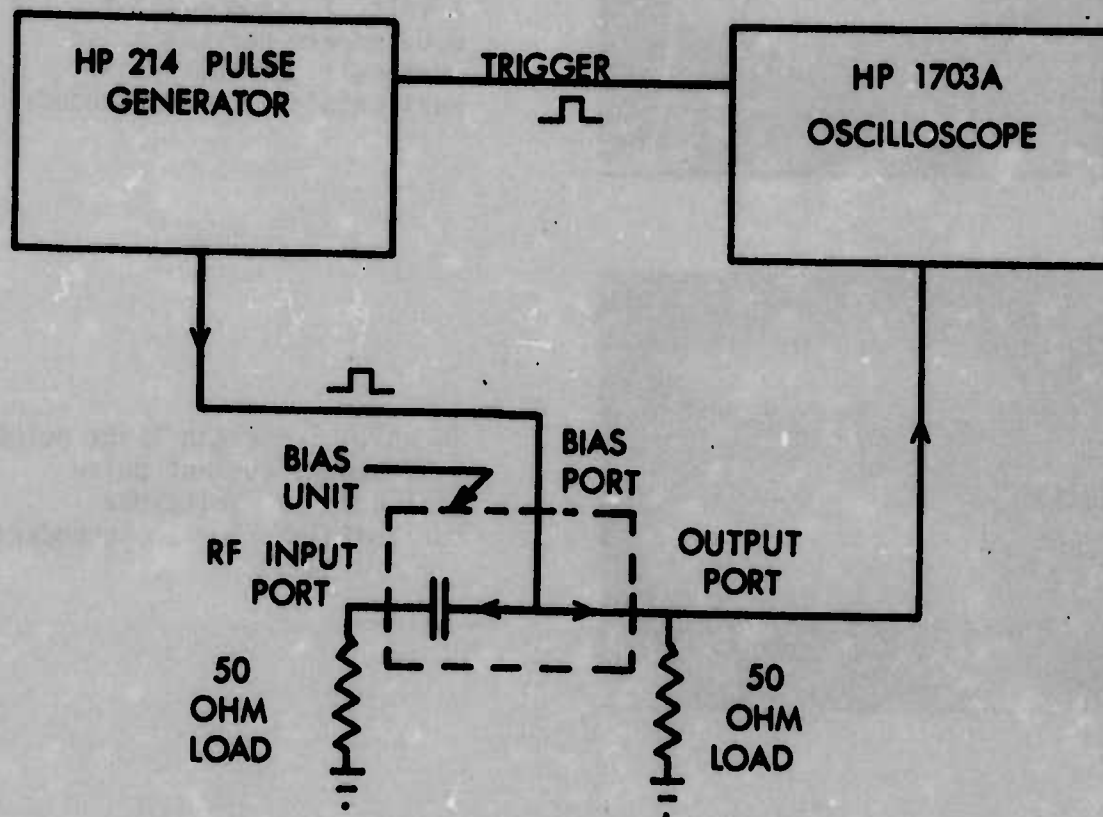 HP 214 PULSE
GENERATOR
TRIGGER
HP 1703A
OSCILLOSCOPE
BIAS
UNIT
BIAS
PORT
RF INPUT
PORT
OUTPUT
PORT
50
OHM
LOAD
50
OHM
LOAD